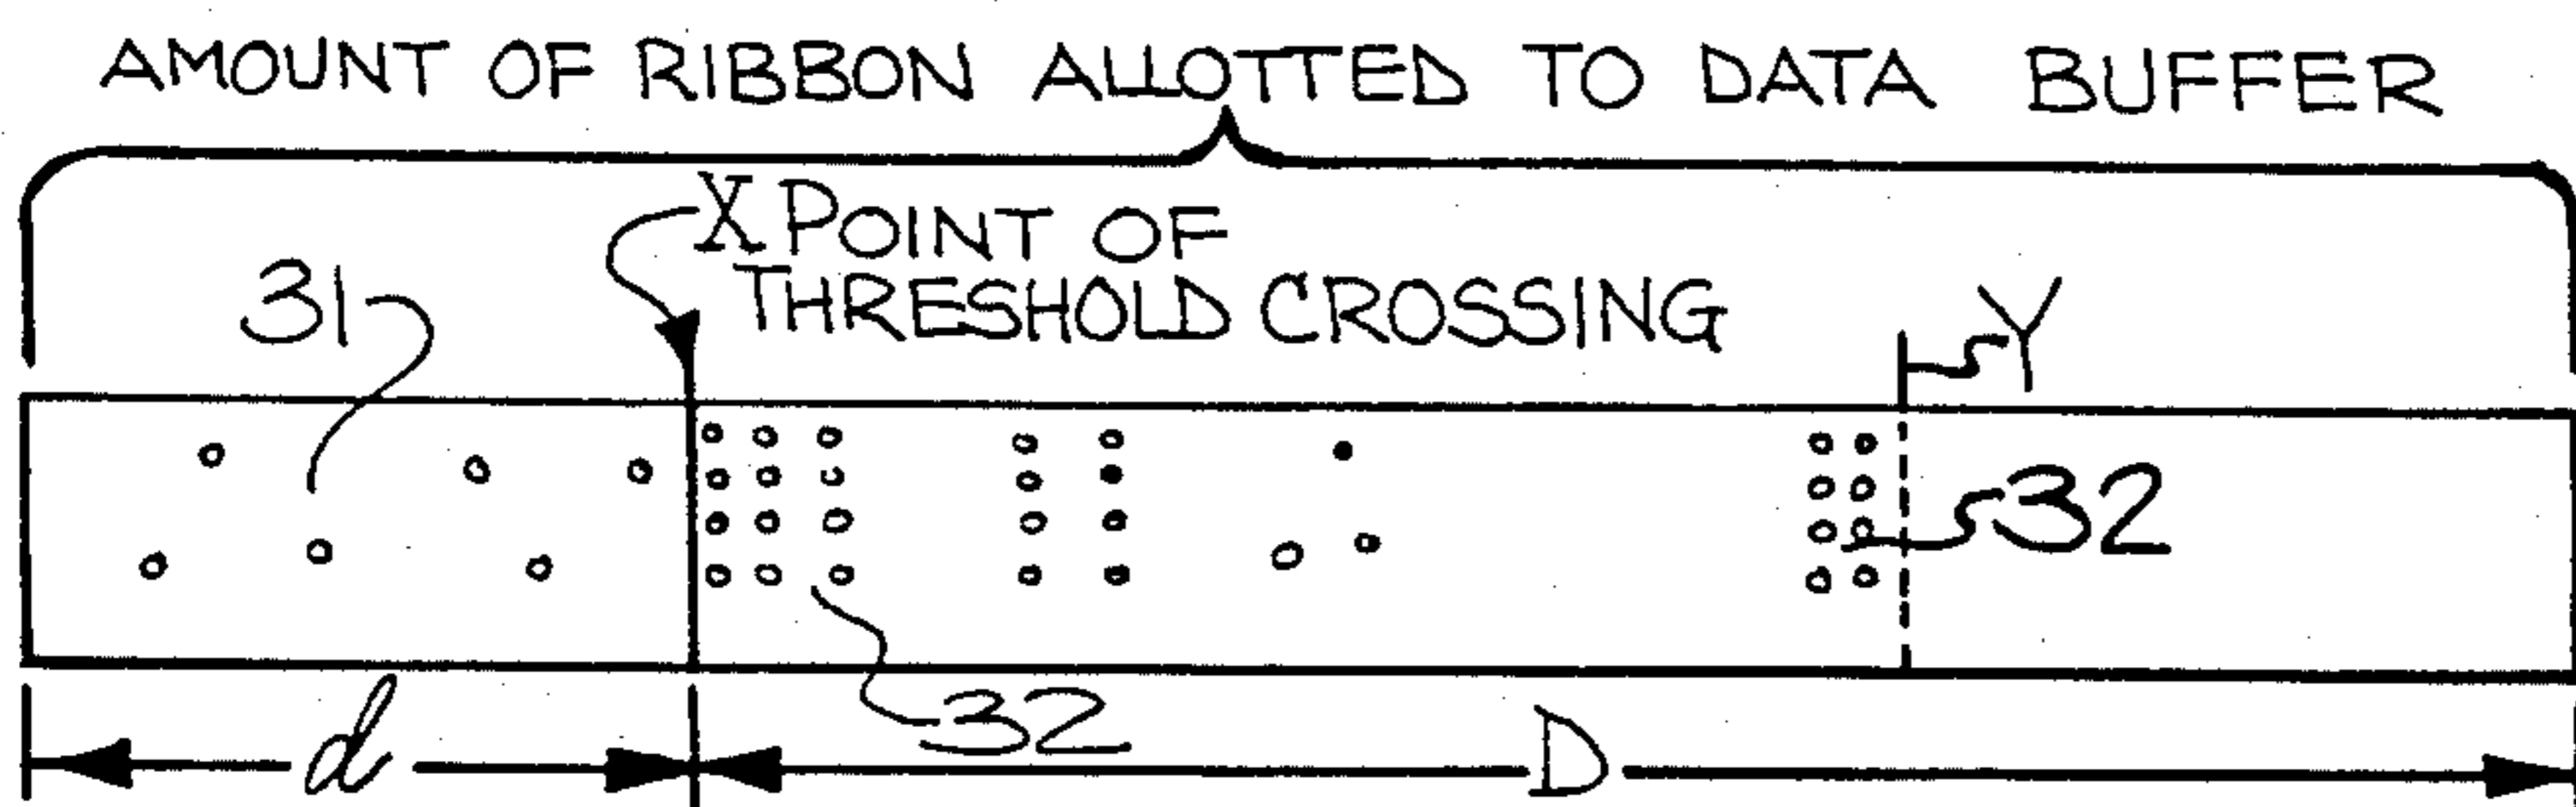 AMOUNT OF RIBBON ALLOTTED TO DATA BUFFER
X POINT OF
THRESHOLD CROSSING
31
Y
32
32
d
D